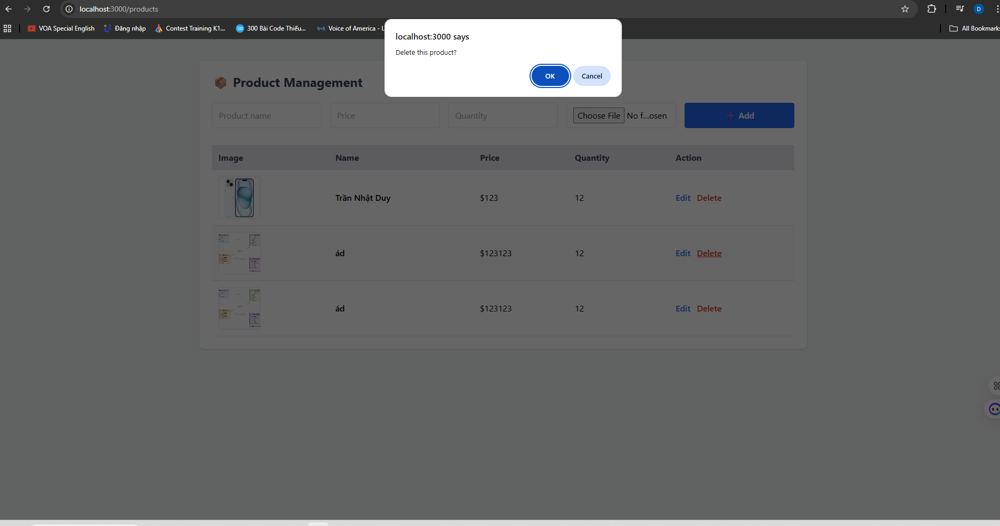 localhost:3000/products
VOA Special English
Đăng nhập
Contest Training K1...
300
300 Bài Code Thiếu...
VOA
Voice of America - L
All Bookmarks
D
localhost:3000 says
Delete this product?
OK
Cancel
Product Management
Product name
Price
Quantity
Choose File No f...osen
+ Add
Image Name Price Quantity Action
Trần Nhật Duy $123 12 Edit Delete
ád $123123 12 Edit Delete
ád $123123 12 Edit Delete